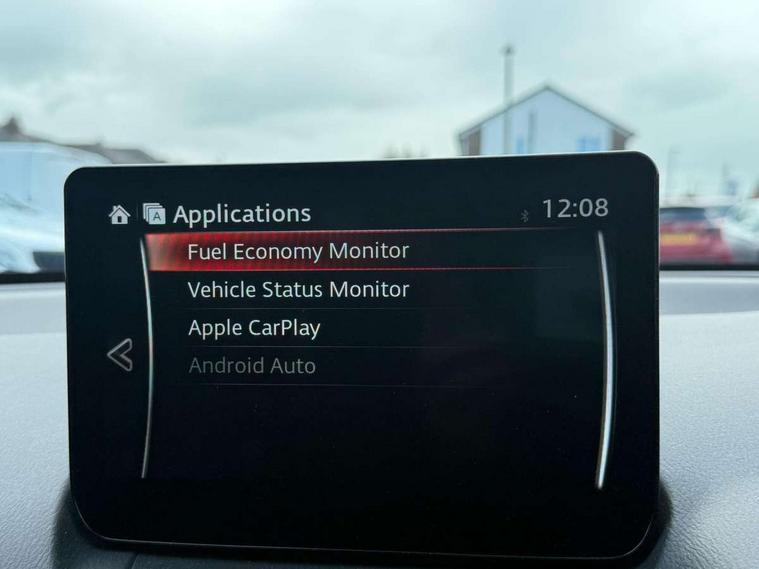 Applications 12:08
Fuel Economy Monitor
Vehicle Status Monitor
Apple CarPlay
Android Auto